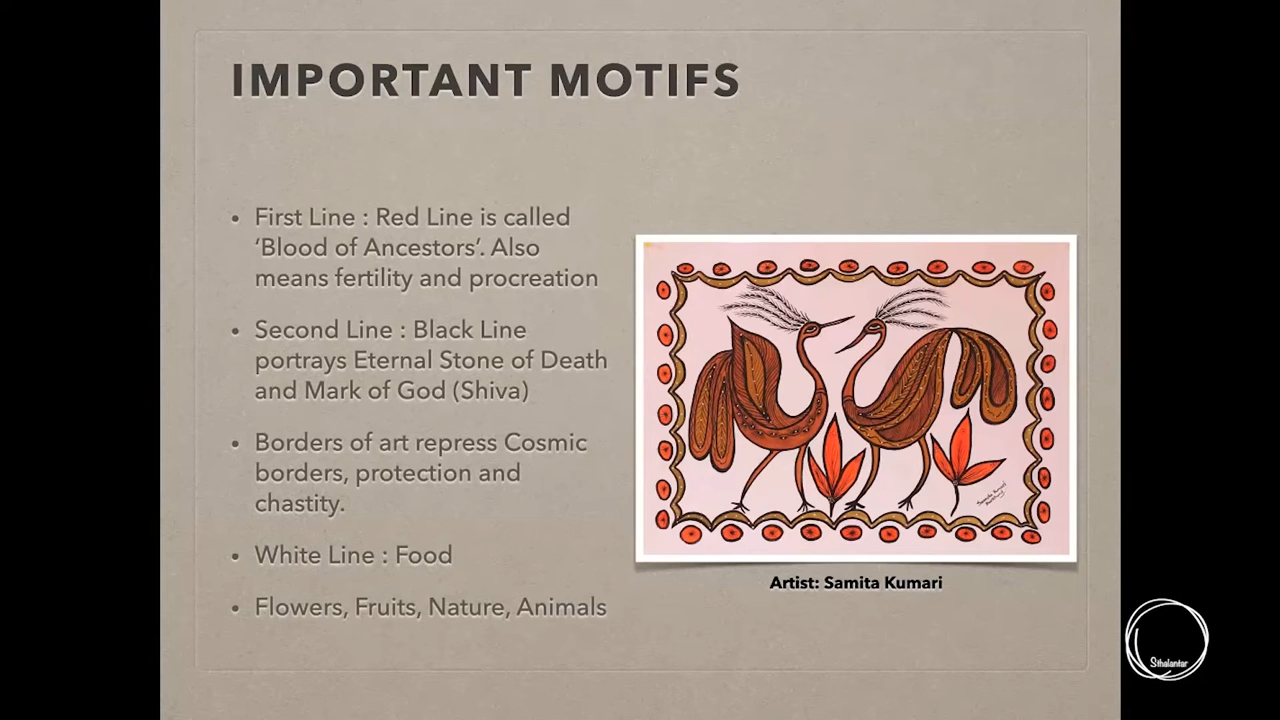 IMPORTANT MOTIFS
• First Line : Red Line is called
‘Blood of Ancestors’. Also
means fertility and procreation
• Second Line : Black Line
portrays Eternal Stone of Death
and Mark of God (Shiva)
• Borders of art repress Cosmic
borders, protection and
chastity.
• White Line : Food
• Flowers, Fruits, Nature, Animals
Artist: Samita Kumari
Sthalantar